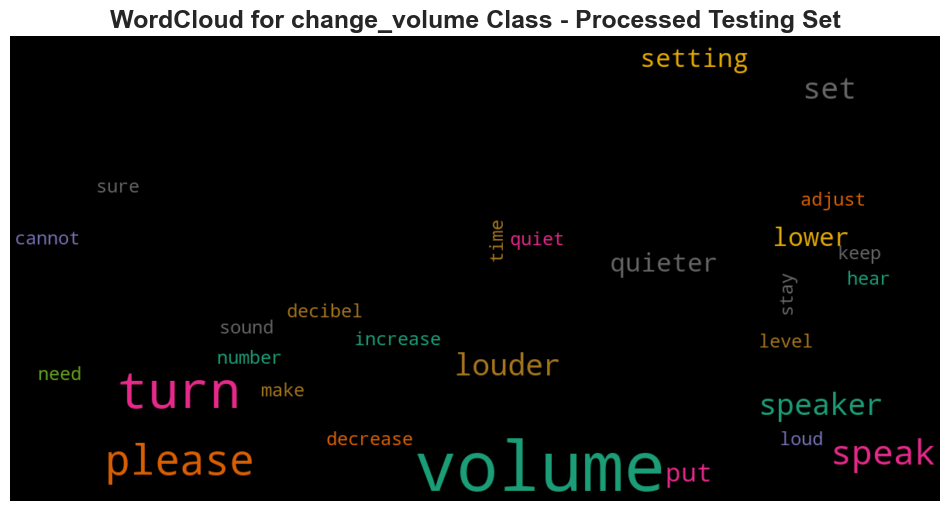 WordCloud for change_volume Class - Processed Testing Set
setting
set
sure
adjust
cannot
time
quiet
lower
keep
quieter
hear
stay
decibel
sound
increase
level
number
louder
need
turn
make
speaker
decrease
loud
please
volume
put
speak